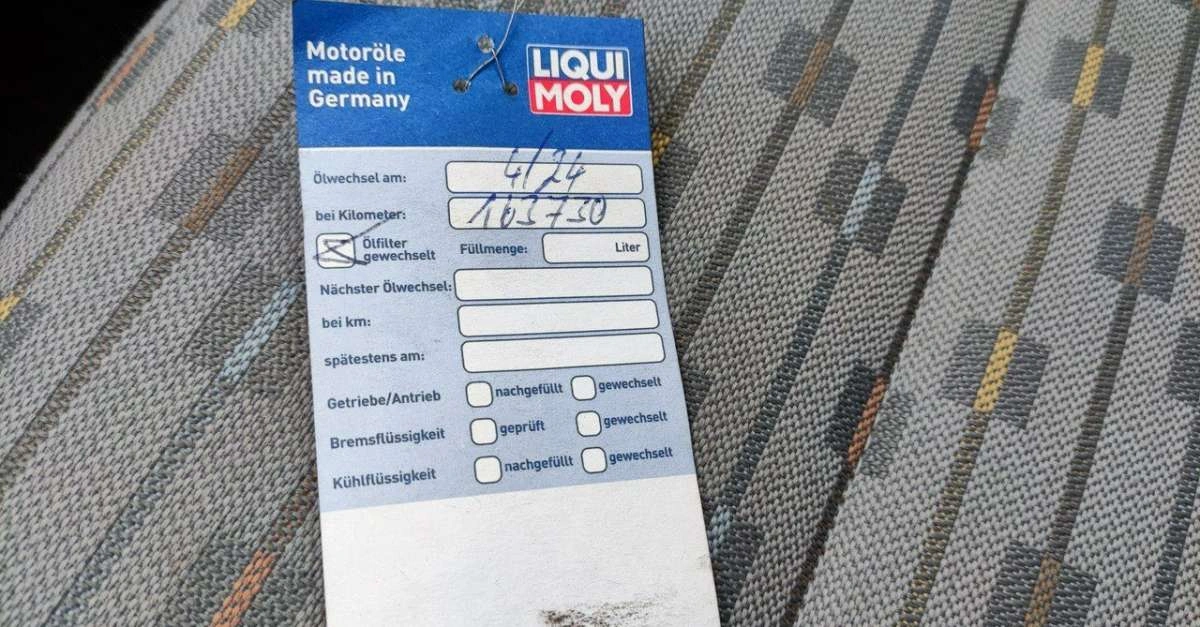 Motoröle
made in
Germany
LIQUI
MOLY
Ölwechsel am: 4/24
bei Kilometer: 163730
Ölfilter
gewechselt
Füllmenge: Liter
Nächster Ölwechsel:
bei km:
spätestens am:
Getriebe/Antrieb nachgefüllt gewechselt
Bremsflüssigkeit geprüft gewechselt
Kühlflüssigkeit nachgefüllt gewechselt